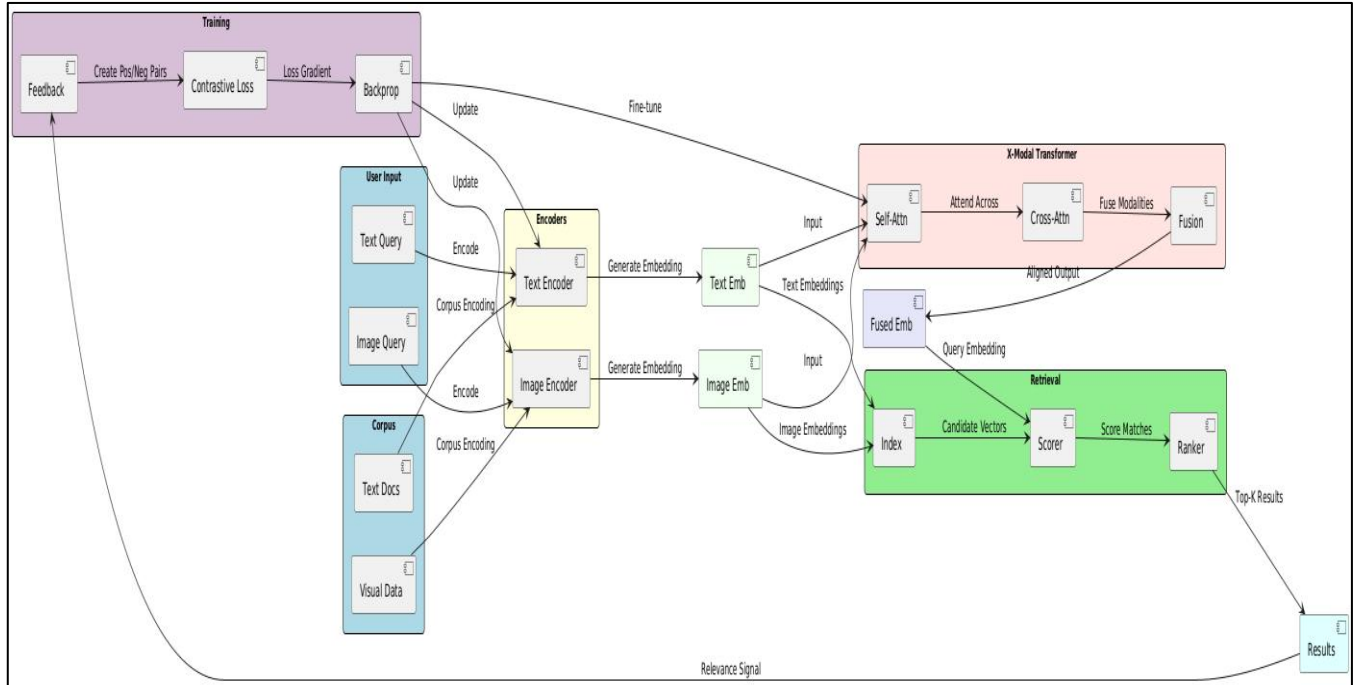 Training
Feedback
Create Pos/Neg Pairs
Contrastive Loss
Loss Gradient
Backprop
Update
Fine-tune
Update
User Input
Text Query
Encode
Image Query
Encode
Corpus
Corpus Encoding
Text Docs
Corpus Encoding
Visual Data
Encoders
Text Encoder
Generate Embedding
Image Encoder
Generate Embedding
Text Emb
Input
Text Embeddings
Image Emb
Input
Image Embeddings
X-Modal Transformer
Self-Attn
Attend Across
Cross-Attn
Fuse Modalities
Fusion
Aligned Output
Fused Emb
Query Embedding
Retrieval
Index
Candidate Vectors
Scorer
Score Matches
Ranker
Top-K Results
Results
Relevance Signal